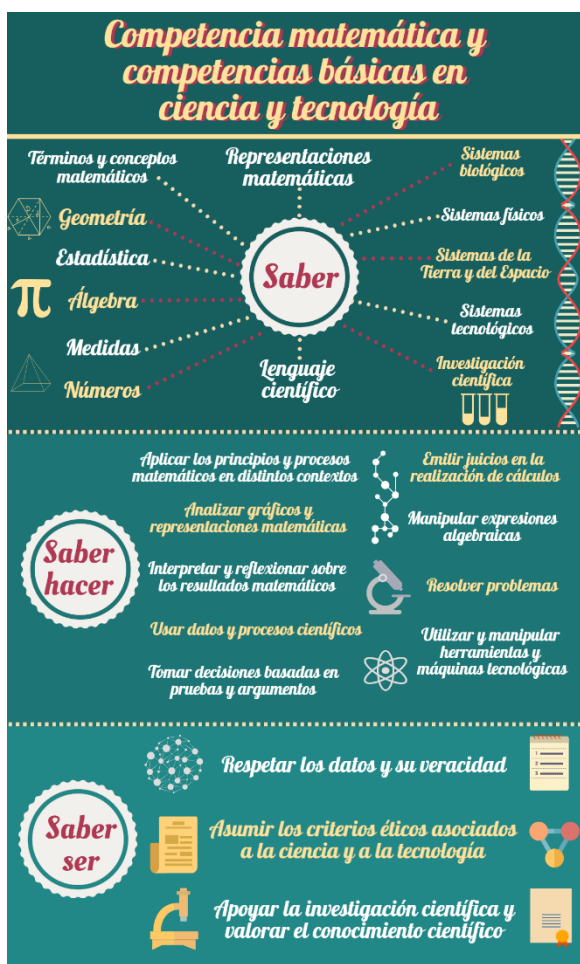 Competencia matemática y
competencias básicas en
ciencia y tecnología
Términos y conceptos
matemáticos
Representaciones
matemáticas
Sistemas
biológicos
Geometría
Sistemas físicos
Estadística
Saber
Sistemas de la
Tierra y del Espacio
π
Álgebra
Sistemas
tecnológicos
Medidas
Lenguaje
científico
Investigación
científica
Números
Saber
hacer
Aplicar los principios y procesos
matemáticos en distintos contextos
Emilir juicios en la
realización de cálculos
Analizar gráficos y
representaciones matemáticas
Manipular expresiones
algebraicas
Interpretar y reflexionar sobre
los resultados matemáticos
Resolver problemas
Usar datos y procesos científicos
Utilizar y manipular
herramientas y
máquinas tecnológicas
Tomar decisiones basadas en
pruebas y argumentos
Saber
ser
Respetar los datos y su veracidad
1
2
3
Asumir los criterios éticos asociados
a la ciencia y a la tecnología
Apoyar la investigación científica y
valorar el conocimiento científico